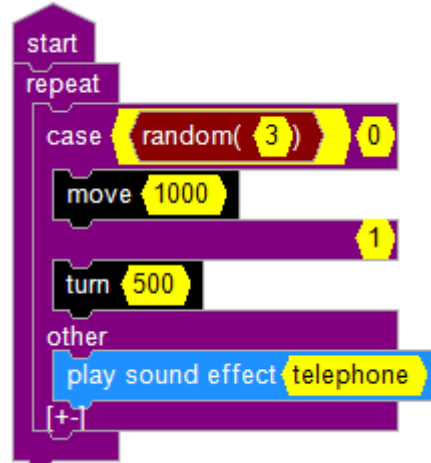 start
repeat
case random( 3 ) 0
move 1000
1
turn 500
other
play sound effect telephone
[+-]